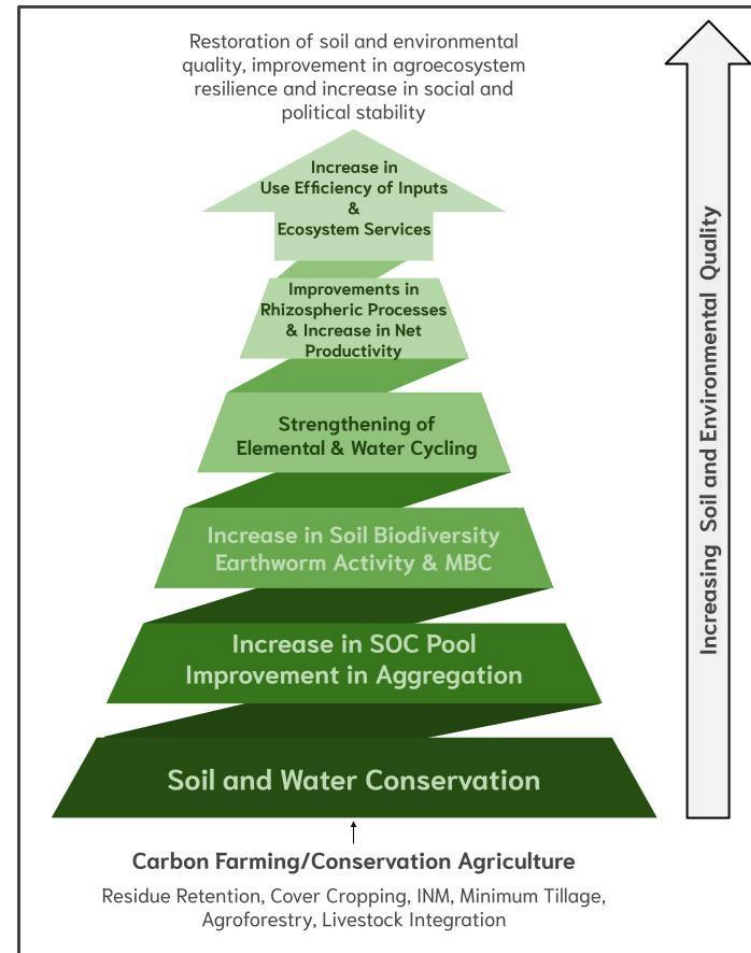 Restoration of soil and environmental
quality, improvement in agroecosystem
resilience and increase in social and
political stability
Increase in
Use Efficiency of Inputs
&
Ecosystem Services
Improvements in
Rhizospheric Processes
& Increase in Net
Productivity
Strengthening of
Elemental & Water Cycling
Increase in Soil Biodiversity
Earthworm Activity & MBC
Increase in SOC Pool
Improvement in Aggregation
Soil and Water Conservation
Carbon Farming/Conservation Agriculture
Residue Retention, Cover Cropping, INM, Minimum Tillage,
Agroforestry, Livestock Integration
Increasing Soil and Environmental Quality